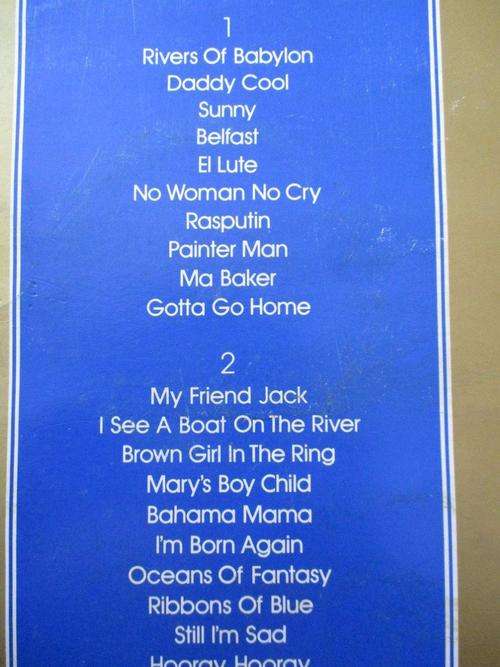 1
Rivers Of Babylon
Daddy Cool
Sunny
Belfast
El Lute
No Woman No Cry
Rasputin
Painter Man
Ma Baker
Gotta Go Home
2
My Friend Jack
I See A Boat On The River
Brown Girl In The Ring
Mary's Boy Child
Bahama Mama
I'm Born Again
Oceans Of Fantasy
Ribbons Of Blue
Still I'm Sad
Hooray Hooray